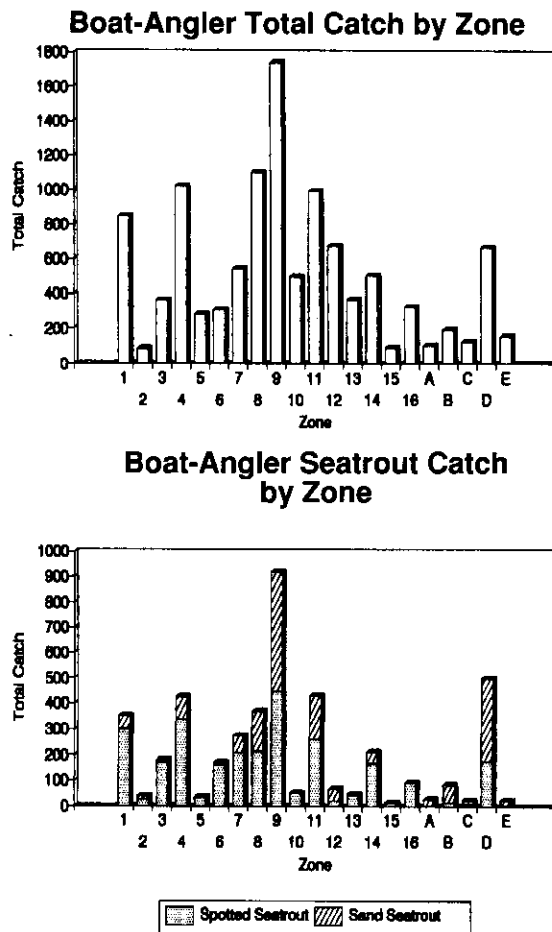 Boat-Angler Total Catch by Zone
1800
1600
1400
1200
1000
800
600
400
200
0
Total Catch
1 3 5 7 9 11 13 15 A C E
2 4 6 8 10 12 14 16 B D
Zone
Boat-Angler Seatrout Catch
by Zone
1000
900
800
700
600
500
400
300
200
100
0
Total Catch
1 3 5 7 9 11 13 15 A C E
2 4 6 8 10 12 14 16 B D
Zone
Spotted Seatrout Sand Seatrout